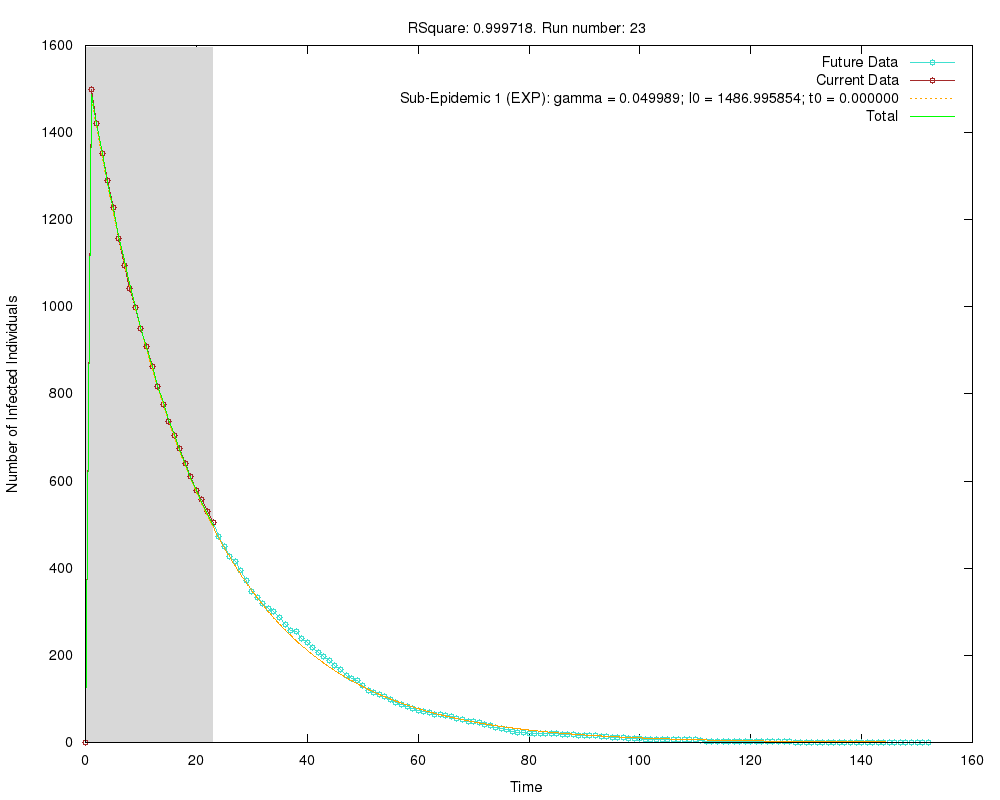 RSquare: 0.999718. Run number: 23
Future Data
Current Data
Sub-Epidemic 1 (EXP): gamma = 0.049989; I0 = 1486.995854; t0 = 0.000000
Total
1600
1400
1200
1000
800
600
400
200
0
Number of Infected Individuals
0 20 40 60 80 100 120 140 160
Time